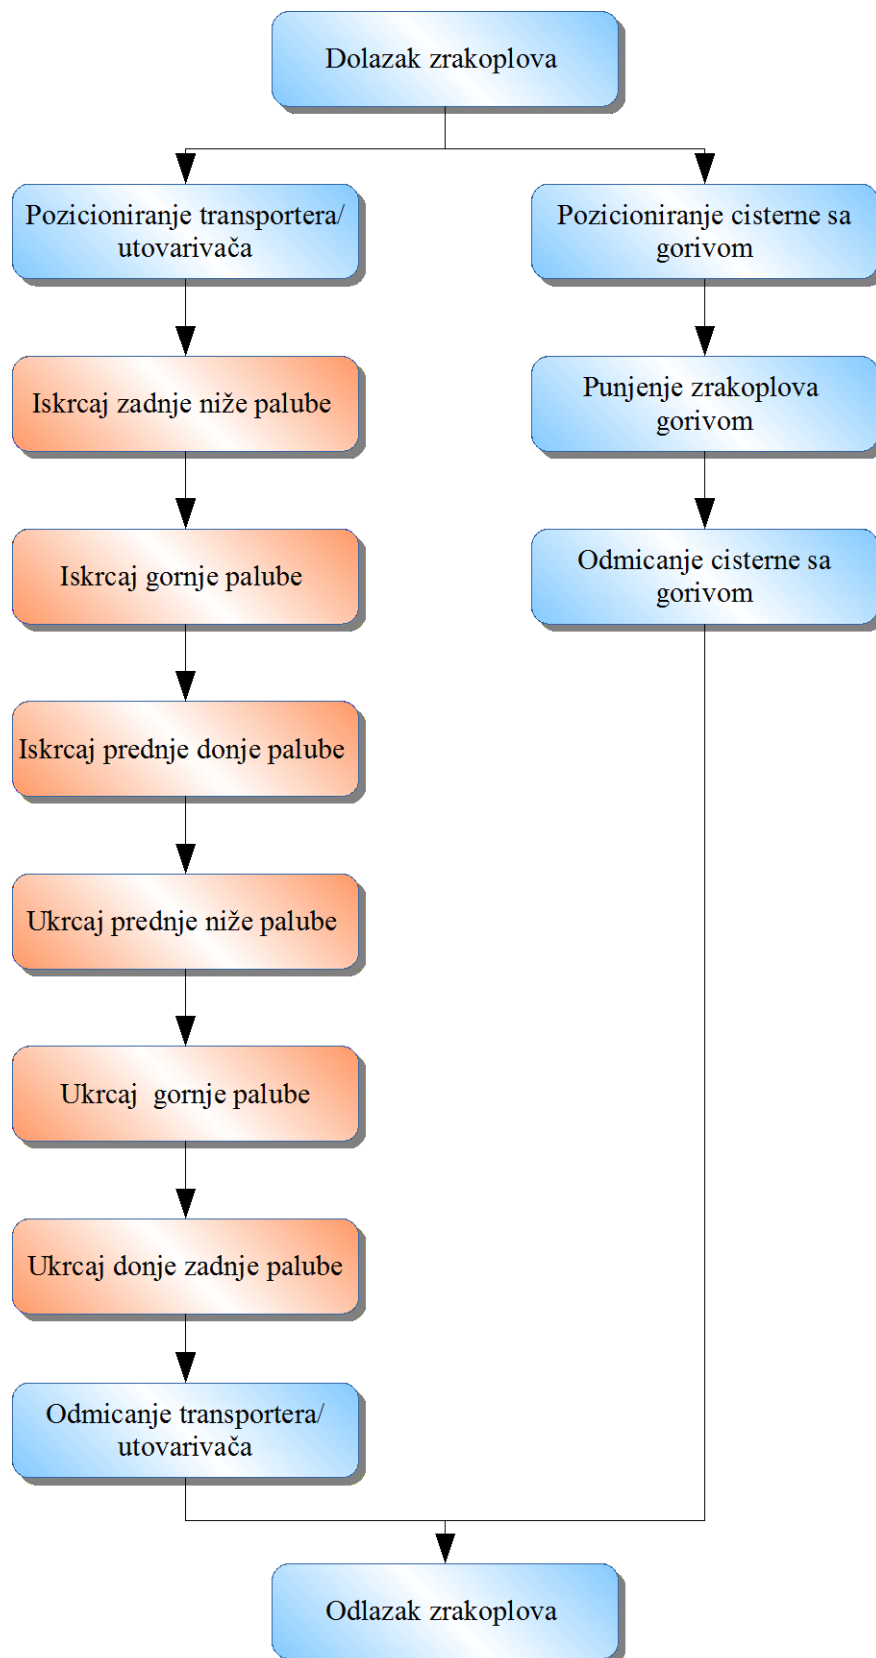 Dolazak zrakoplova
Pozicioniranje transportera/
utovarivača
Pozicioniranje cisterne sa
gorivom
Iskrcaj zadnje niže palube
Punjenje zrakoplova
gorivom
Iskrcaj gornje palube
Odmicanje cisterne sa
gorivom
Iskrcaj prednje donje palube
Ukrcaj prednje niže palube
Ukrcaj  gornje palube
Ukrcaj donje zadnje palube
Odmicanje transportera/
utovarivača
Odlazak zrakoplova